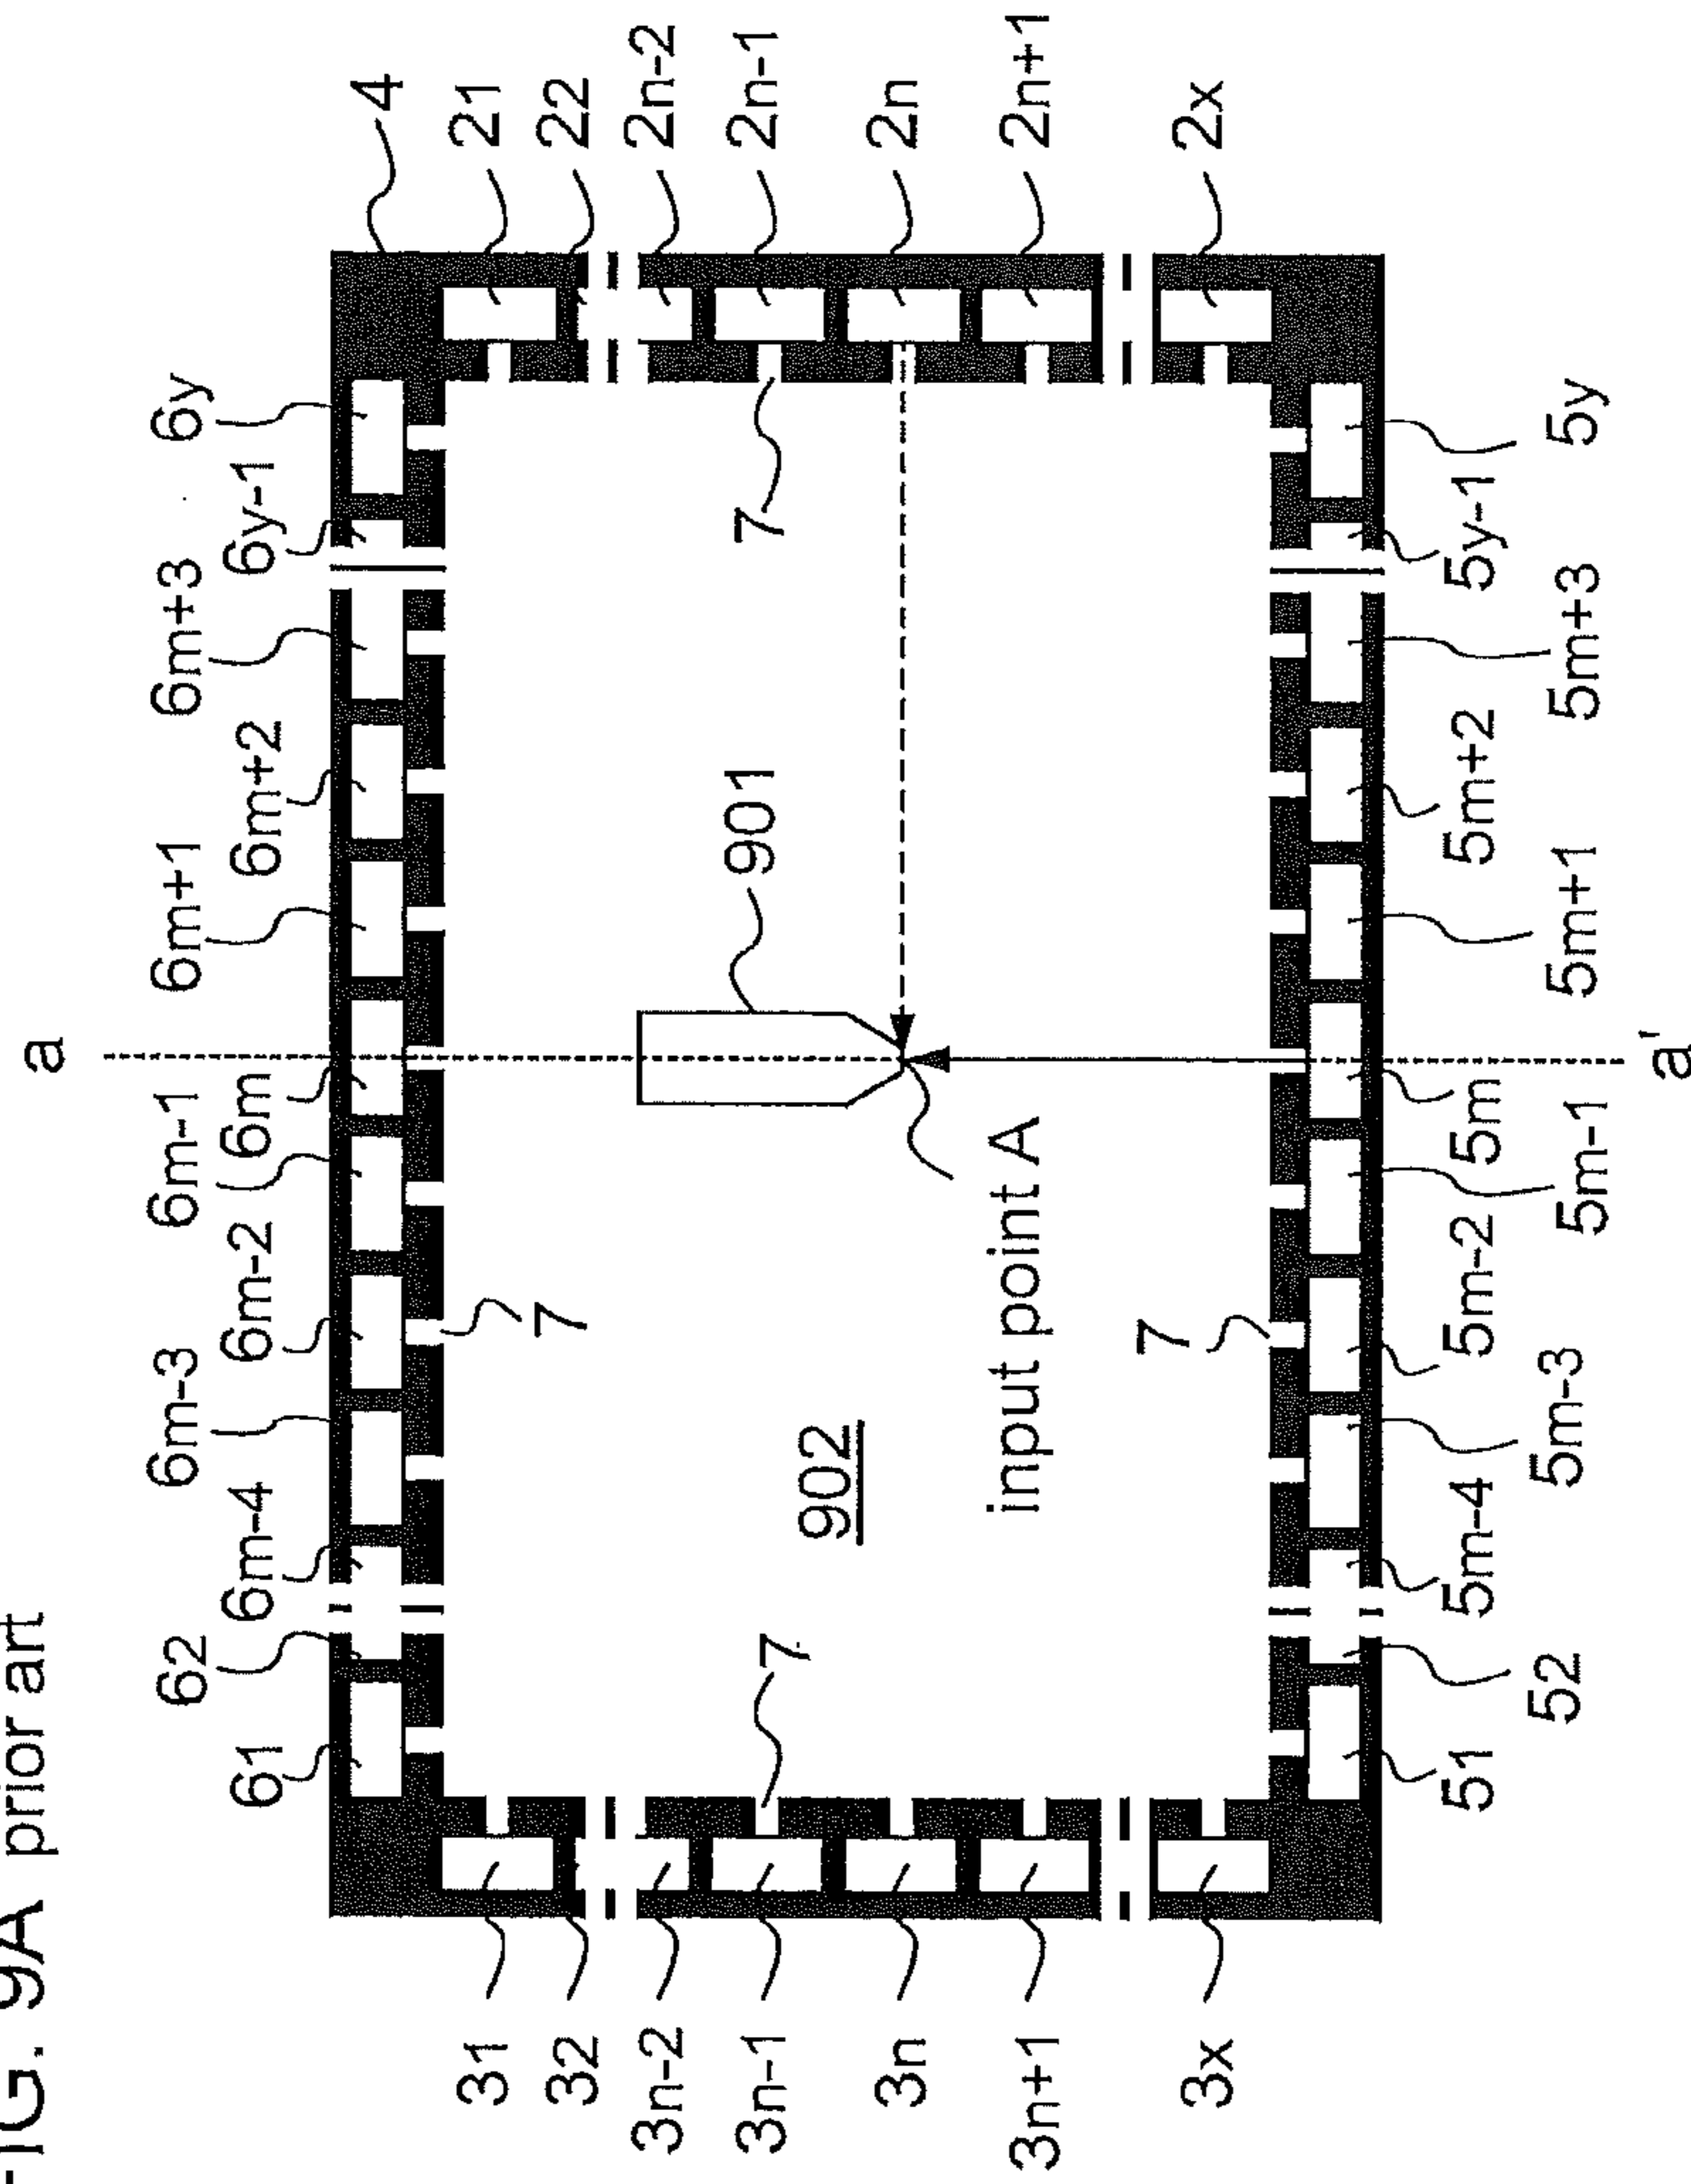 FIG. 9A prior art
a
62
6m-3
6m-1
6m+1
6m+3
6y
61
6m-4
6m-2
6m
6m+2
6y-1
4
31
21
32
7
22
3n-2
2n-2
3n-1
7
901
7
2n-1
902
3n
2n
3n+1
input point A
2n+1
7
3x
2x
51
5m-4
5m-2
5m
5m+2
5y-1
52
5m-3
5m-1
5m+1
5m+3
5y
a'